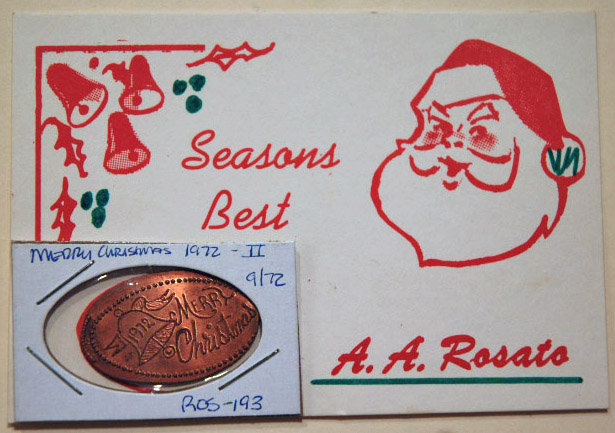 Seasons
Best
MERRY CHRISTMAS 1972 - II
9/72
1972
MERRY
Christmas
ROS-193
A. A. Rosato